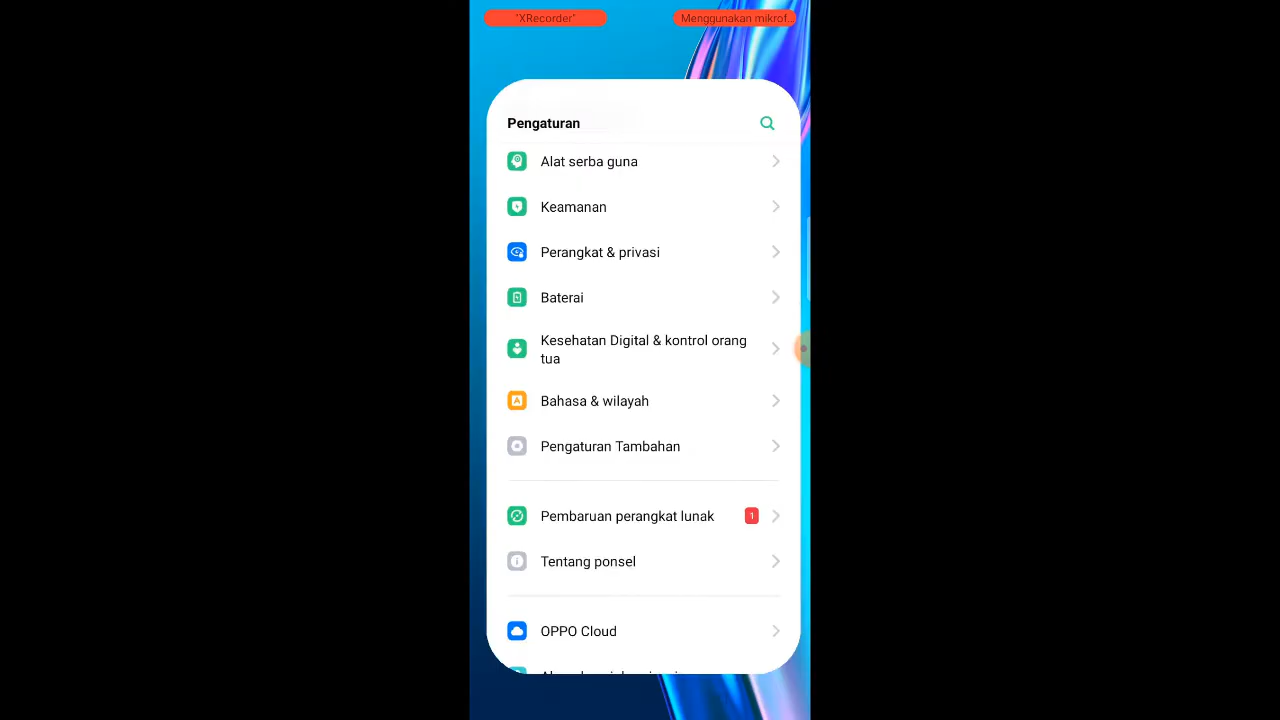 "XRecorder"
Menggunakan mikrof..
Pengaturan
Alat serba guna
Keamanan
Perangkat & privasi
Baterai
Kesehatan Digital & kontrol orang
tua
Bahasa & wilayah
Pengaturan Tambahan
Pembaruan perangkat lunak 1
Tentang ponsel
OPPO Cloud